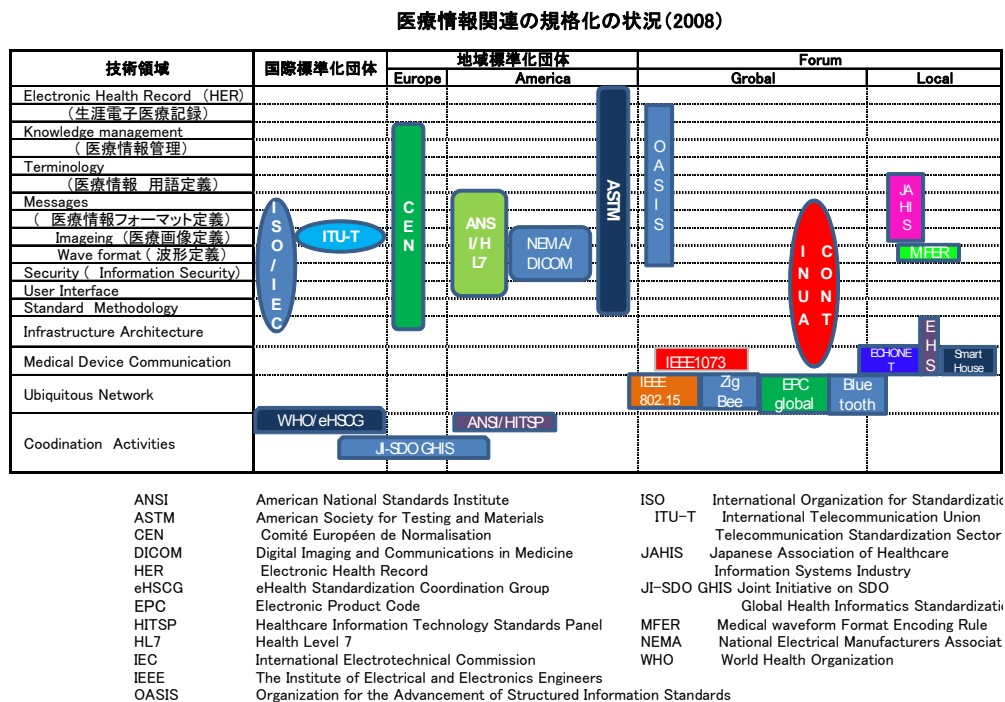 医療情報関連の規格化の状況(2008)
技術領域
国際標準化団体
地域標準化団体
Forum
Europe
America
Grobal
Local
Electronic Health Record (HER)
(生涯電子医療記録)
Knowledge management
( 医療情報管理)
Terminology
(医療情報 用語定義)
Messages
( 医療情報フォーマット定義)
Imageing (医療画像定義)
Wave format ( 波形定義)
Security ( Information Security)
User Interface
Standard Methodology
Infrastructure Architecture
Medical Device Communication
Ubiquitous Network
Coodination Activities
ISO/IEC
ITU-T
CEN
ANS
I/H
L7
NEMA/
DICOM
ASTM
OASIS
INUA
CONT
JA
HIS
MFER
EHS
IEEE1073
ECHONE
T
Smart
House
IEEE
802.15
Zig
Bee
EPC
global
Blue
tooth
WHO/eHSCG
ANSI/HITSP
JI-SDO GHIS
ANSI American National Standards Institute
ASTM American Society for Testing and Materials
CEN Comité Européen de Normalisation
DICOM Digital Imaging and Communications in Medicine
HER Electronic Health Record
eHSCG eHealth Standardization Coordination Group
EPC Electronic Product Code
HITSP Healthcare Information Technology Standards Panel
HL7 Health Level 7
IEC International Electrotechnical Commission
IEEE The Institute of Electrical and Electronics Engineers
OASIS Organization for the Advancement of Structured Information Standards
ISO International Organization for Standardizatio
ITU-T International Telecommunication Union
Telecommunication Standardization Sector
JAHIS Japanese Association of Healthcare
Information Systems Industry
JI-SDO GHIS Joint Initiative on SDO
Global Health Informatics Standardizati
MFER Medical waveform Format Encoding Rule
NEMA National Electrical Manufacturers Associat
WHO World Health Organization